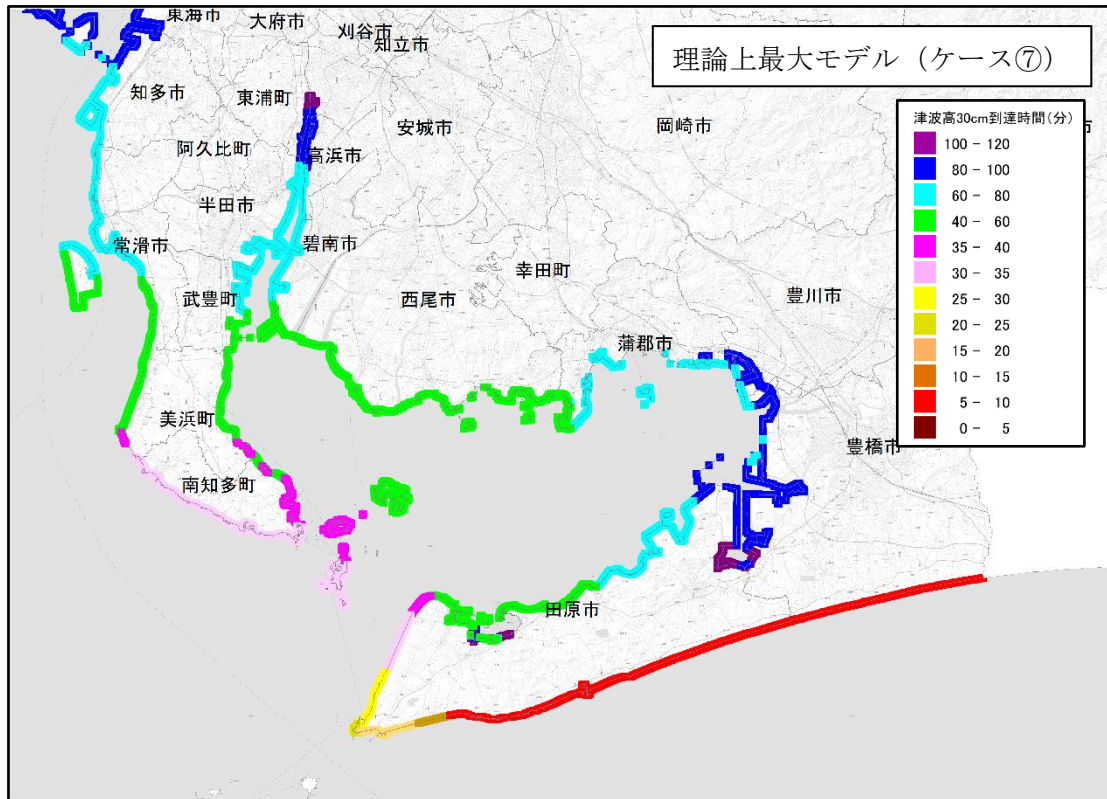 東海市
大府市
刈谷市
知立市
理論上最大モデル（ケース⑦）
知多市
東浦町
安城市
岡崎市
阿久比町
高浜市
半田市
碧南市
常滑市
武豊町
西尾市
幸田町
豊川市
蒲郡市
美浜町
豊橋市
南知多町
田原市
津波高30cm到達時間(分)
100 - 120
80 - 100
60 - 80
40 - 60
35 - 40
30 - 35
25 - 30
20 - 25
15 - 20
10 - 15
5 - 10
0 - 5
市